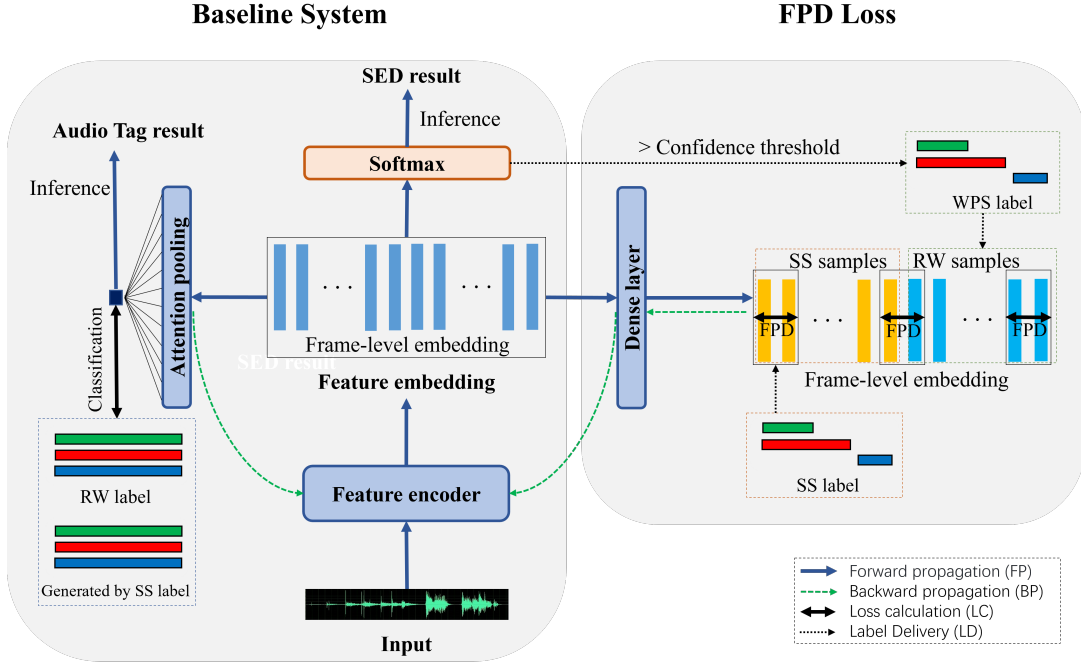 Baseline System
FPD Loss
SED result
Inference
Audio Tag result
Inference
Softmax
> Confidence threshold
WPS label
Attention pooling
Frame-level embedding
SED result
Dense layer
SS samples
RW samples
FPD
FPD
FPD
. . .
. . .
. . .
. . .
Frame-level embedding
Classification
Feature embedding
RW label
Generated by SS label
Feature encoder
SS label
Input
Forward propagation (FP)
Backward propagation (BP)
Loss calculation (LC)
Label Delivery (LD)